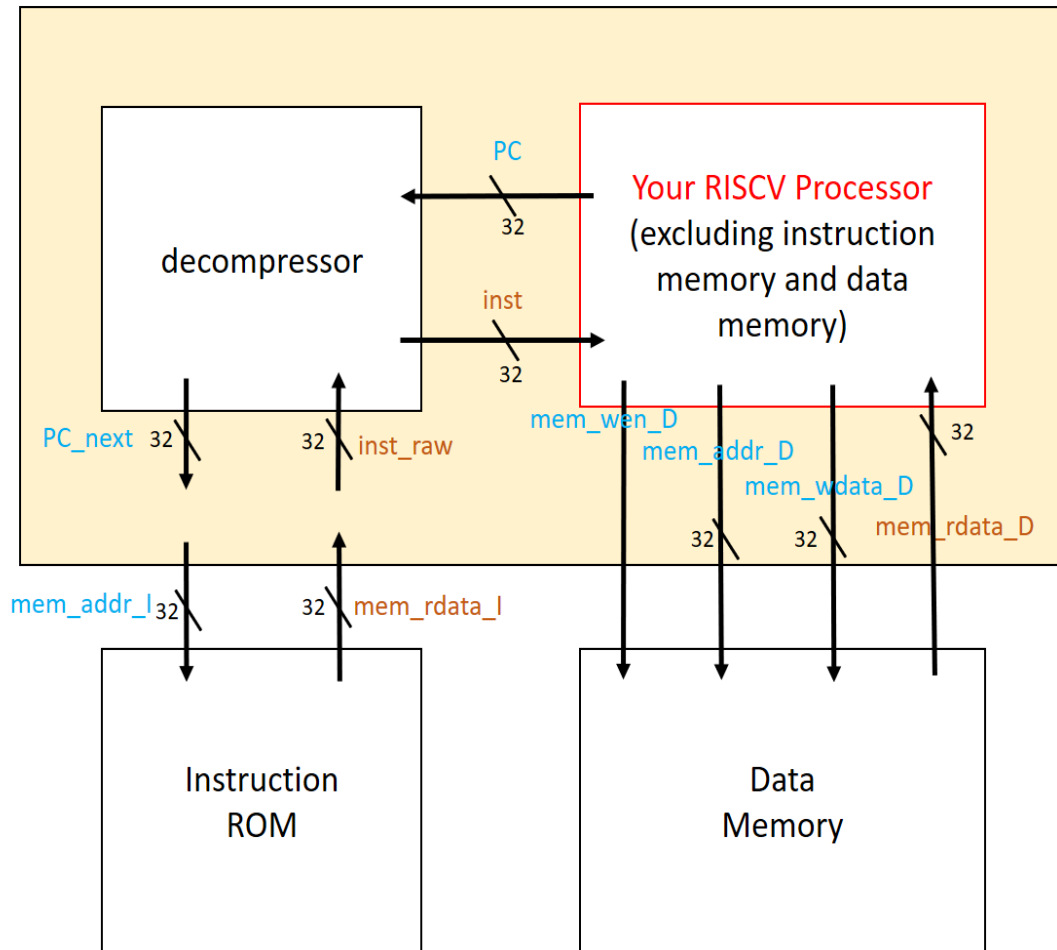 PC
32
decompressor
Your RISCV Processor
(excluding instruction
memory and data
memory)
inst
32
PC_next
32
32
inst_raw
mem_wen_D
mem_addr_D
mem_wdata_D
32
mem_rdata_D
32
32
mem_addr_I
32
32
mem_rdata_I
Instruction
ROM
Data
Memory